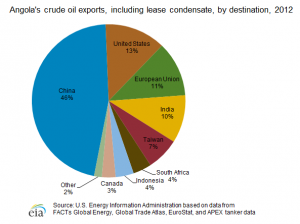 Angola's crude oil exports, including lease condensate, by destination, 2012
United States
13%
European Union
11%
India
10%
Taiwan
7%
South Africa
4%
Indonesia
4%
Canada
3%
Other
2%
China
46%
eia
Source: U.S. Energy Information Administration based on data from
FACTs Global Energy, Global Trade Atlas, EuroStat, and APEX tanker data